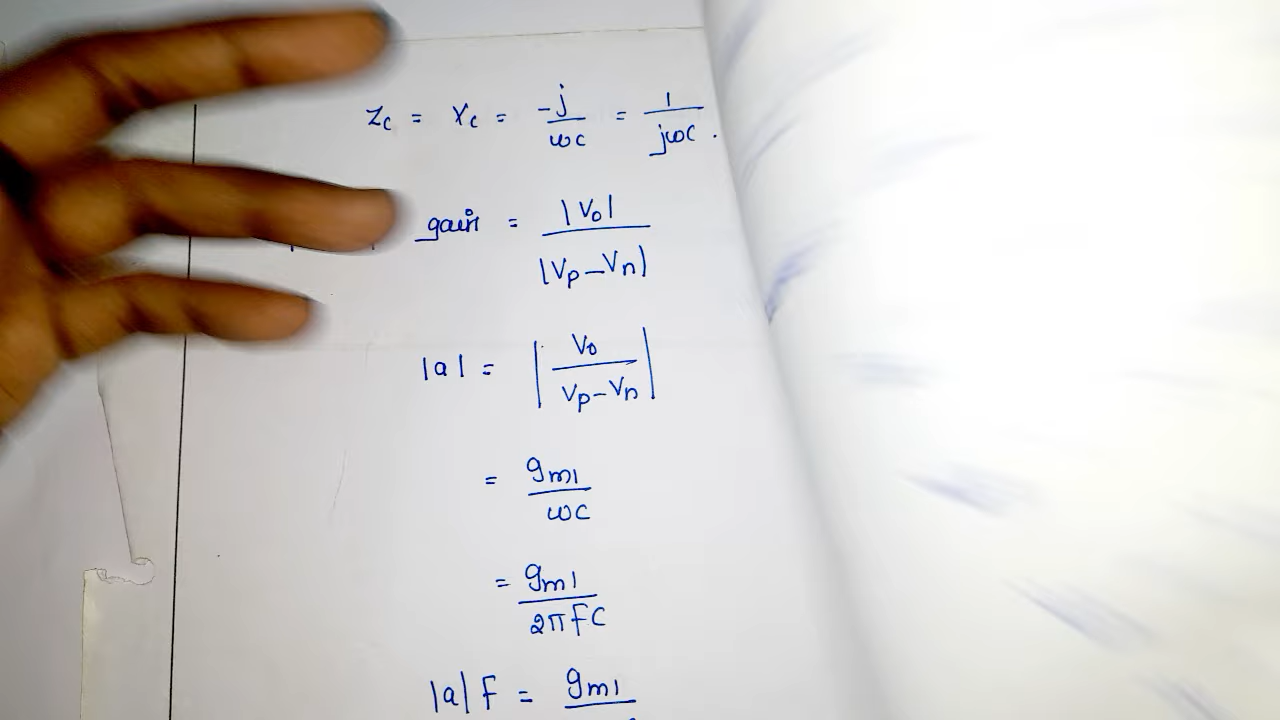 Zc = Xc = -j/ωC = 1/jωC .
gain = |Vo|/|Vp-Vn|
|a| = |Vo/Vp-Vn|
= gm1/ωC
= gm1/2πFC
|a| F = gm1